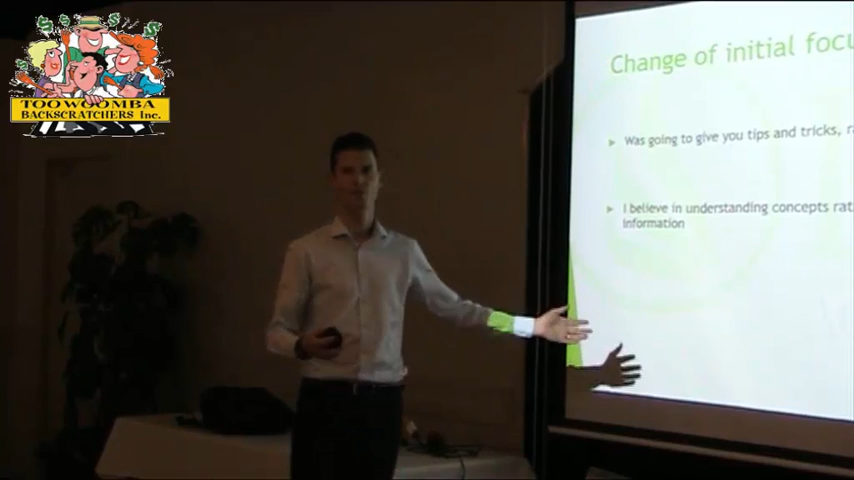 TOOWOOMBA
BACKSCRATCHERS Inc.
Change of initial focu
Was going to give you tips and tricks, r
I believe in understanding concepts rat
information